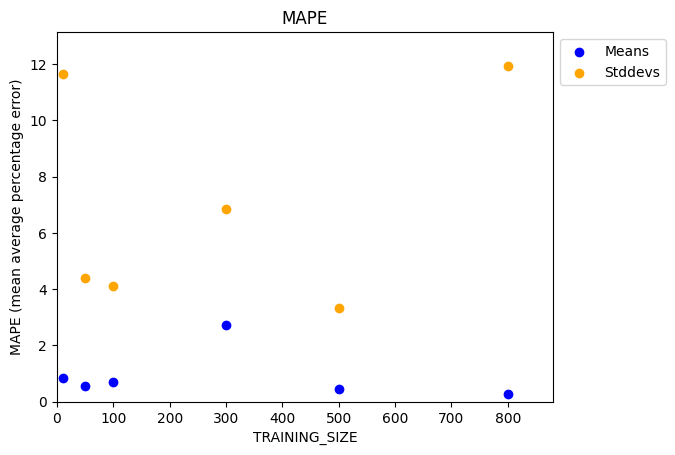 MAPE
Means
Stddevs
MAPE (mean average percentage error)
12
10
8
6
4
2
0
0 100 200 300 400 500 600 700 800
TRAINING_SIZE